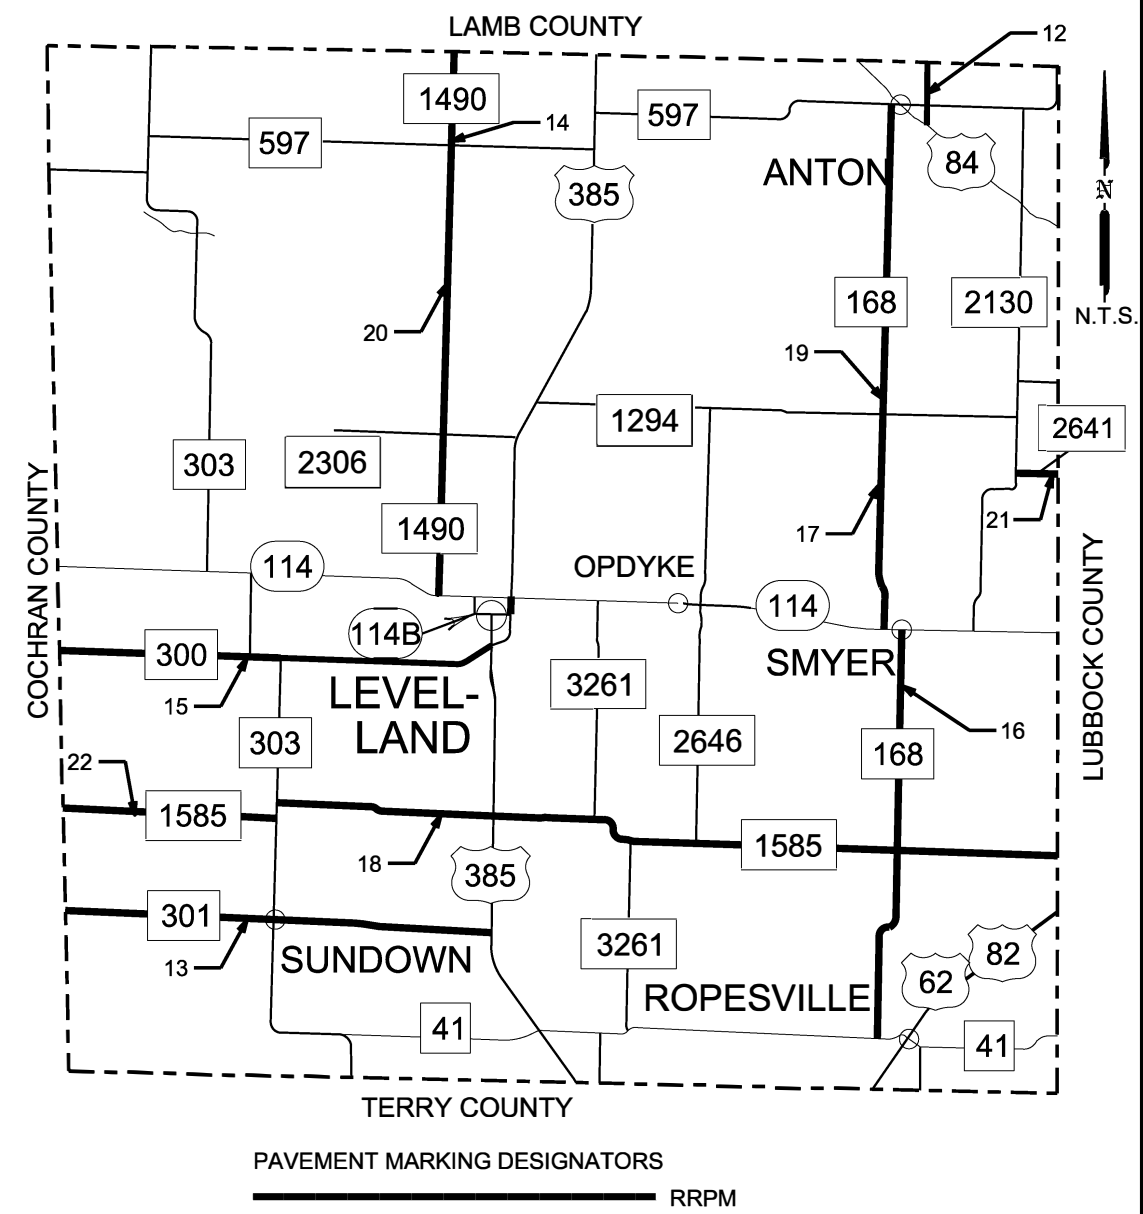 LAMB COUNTY
12
1490
14
597
597
84
ANTON
385
N
168
2130
N.T.S.
20
19
1294
2641
303
2306
COCHRAN COUNTY
1490
17
21
LUBBOCK COUNTY
114
OPDYKE
114
114B
300
SMYER
LEVEL-
LAND
3261
15
16
303
2646
168
22
1585
1585
18
385
301
3261
82
13
SUNDOWN
62
ROPESVILLE
41
41
TERRY COUNTY
PAVEMENT MARKING DESIGNATORS
RRPM